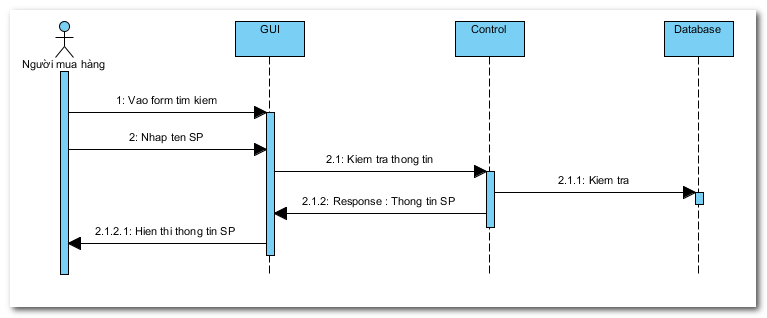 GUI
Control
Database
Người mua hàng
1: Vao form tim kiem
2: Nhap ten SP
2.1: Kiem tra thong tin
2.1.1: Kiem tra
2.1.2: Response : Thong tin SP
2.1.2.1: Hien thi thong tin SP